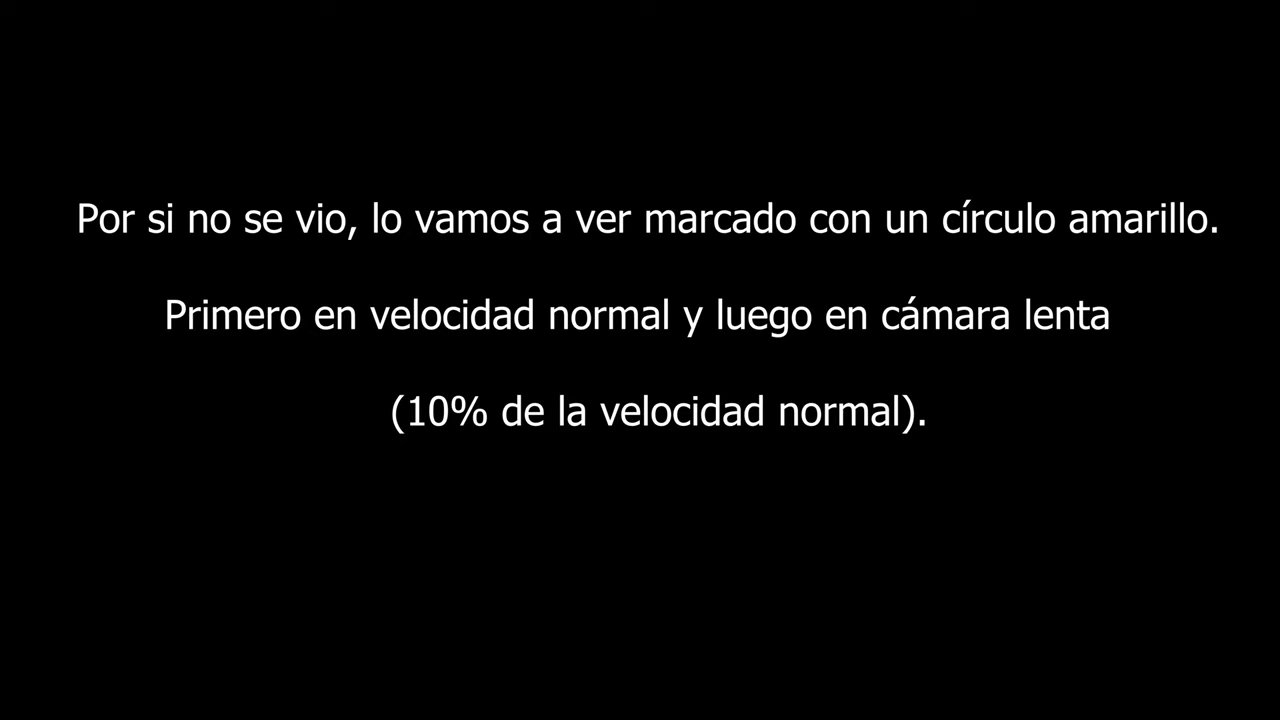 Por si no se vio, lo vamos a ver marcado con un círculo amarillo.
Primero en velocidad normal y luego en cámara lenta
(10% de la velocidad normal).